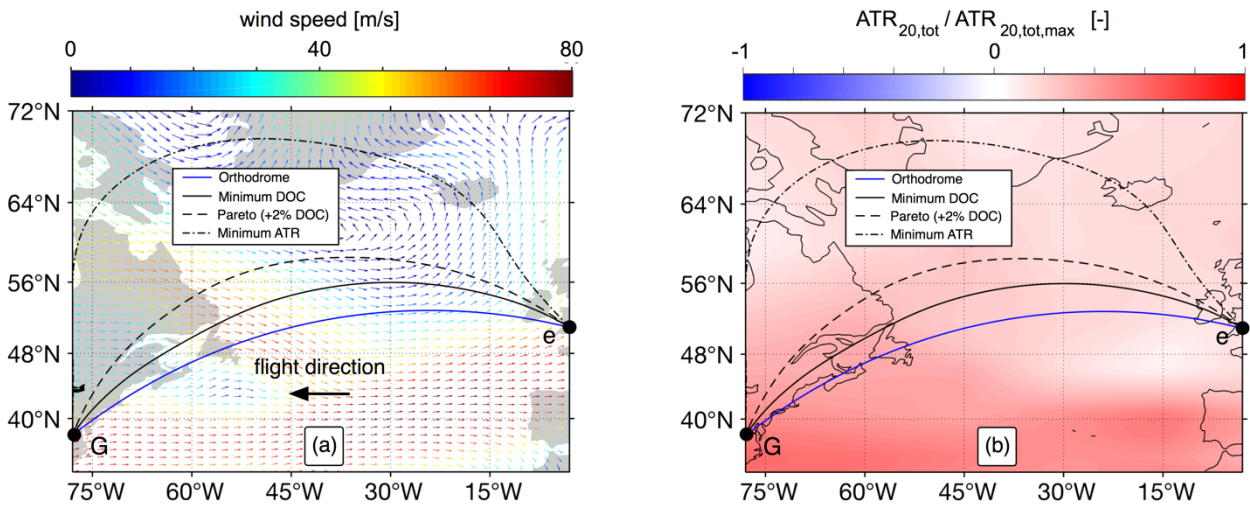 wind speed [m/s]
0 40 80
72°N
64°N
56°N
48°N
40°N
Orthodrome
Minimum DOC
Pareto (+2% DOC)
Minimum ATR
e
flight direction
G
(a)
75°W 60°W 45°W 30°W 15°W
ATR20,tot / ATR20,tot,max [-]
-1 0 1
72°N
64°N
56°N
48°N
40°N
Orthodrome
Minimum DOC
Pareto (+2% DOC)
Minimum ATR
e
G
(b)
75°W 60°W 45°W 30°W 15°W